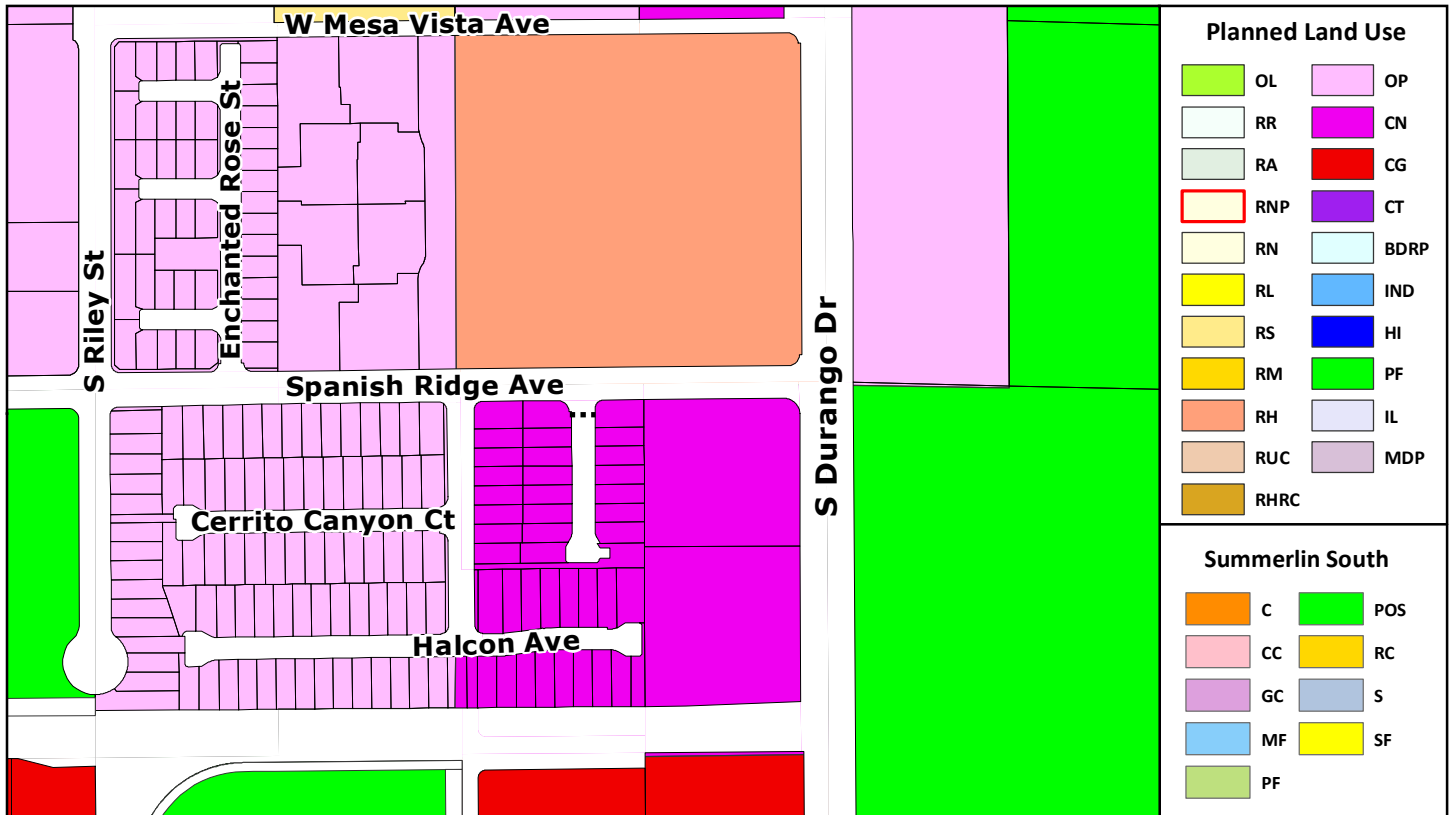 W Mesa Vista Ave
Enchanted Rose St
S Riley St
Spanish Ridge Ave
S Durango Dr
Cerrito Canyon Ct
Halcon Ave
Planned Land Use
OL OP
RR CN
RA CG
RNP CT
RN BDRP
RL IND
RS HI
RM PF
RH IL
RUC MDP
RHRC
Summerlin South
C POS
CC RC
GC S
MF SF
PF